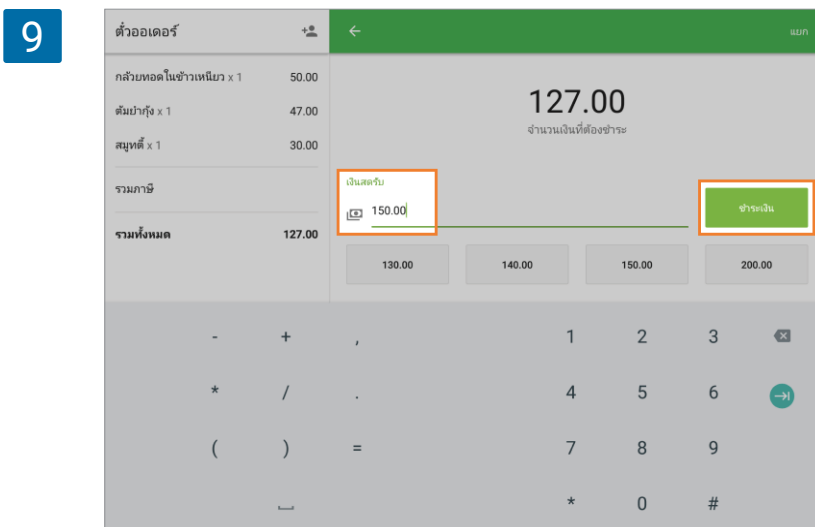 9
ตั๋วออเดอร์
แยก
กล้วยทอดในข้าวเหนียว x 1 50.00
ต้มยำกุ้ง x 1 47.00
สมูทตี้ x 1 30.00
รวมภาษี
รวมทั้งหมด 127.00
127.00
จำนวนเงินที่ต้องชำระ
เงินสดรับ
150.00
ชำระเงิน
130.00 140.00 150.00 200.00
- + , 1 2 3
* / . 4 5 6
( ) = 7 8 9
* 0 #